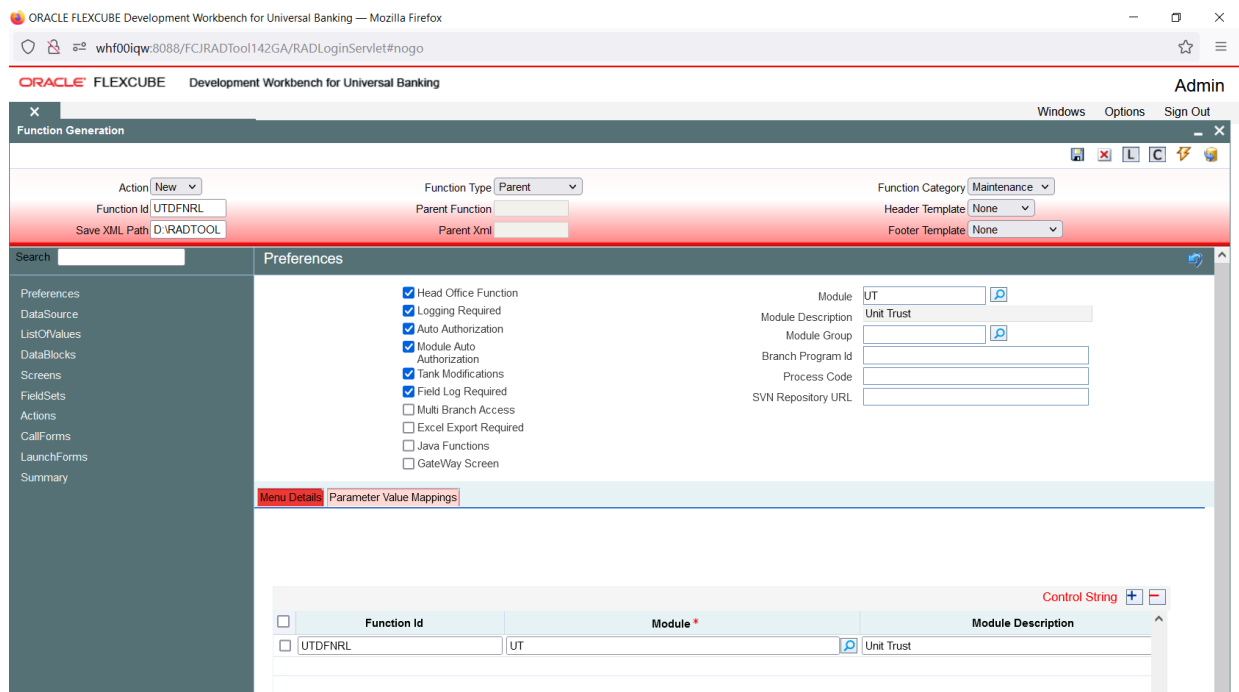 ORACLE FLEXCUBE Development Workbench for Universal Banking — Mozilla Firefox
whf00iqw:8088/FCJRADTool142GA/RADLoginServlet#nogo
ORACLE FLEXCUBE Development Workbench for Universal Banking Admin
Windows Options Sign Out
Function Generation
L C
Action New Function Type Parent Function Category Maintenance
Function Id UTDFNRL Parent Function Header Template None
Save XML Path D:\RADTOOL Parent Xml Footer Template None
Search Preferences
Preferences
DataSource
ListOfValues
DataBlocks
Screens
FieldSets
Actions
CallForms
LaunchForms
Summary
Head Office Function
Logging Required
Auto Authorization
Module Auto
Authorization
Tank Modifications
Field Log Required
Multi Branch Access
Excel Export Required
Java Functions
GateWay Screen
Module UT
Module Description Unit Trust
Module Group
Branch Program Id
Process Code
SVN Repository URL
Menu Details Parameter Value Mappings
Control String
Function Id Module * Module Description
UTDFNRL UT Unit Trust